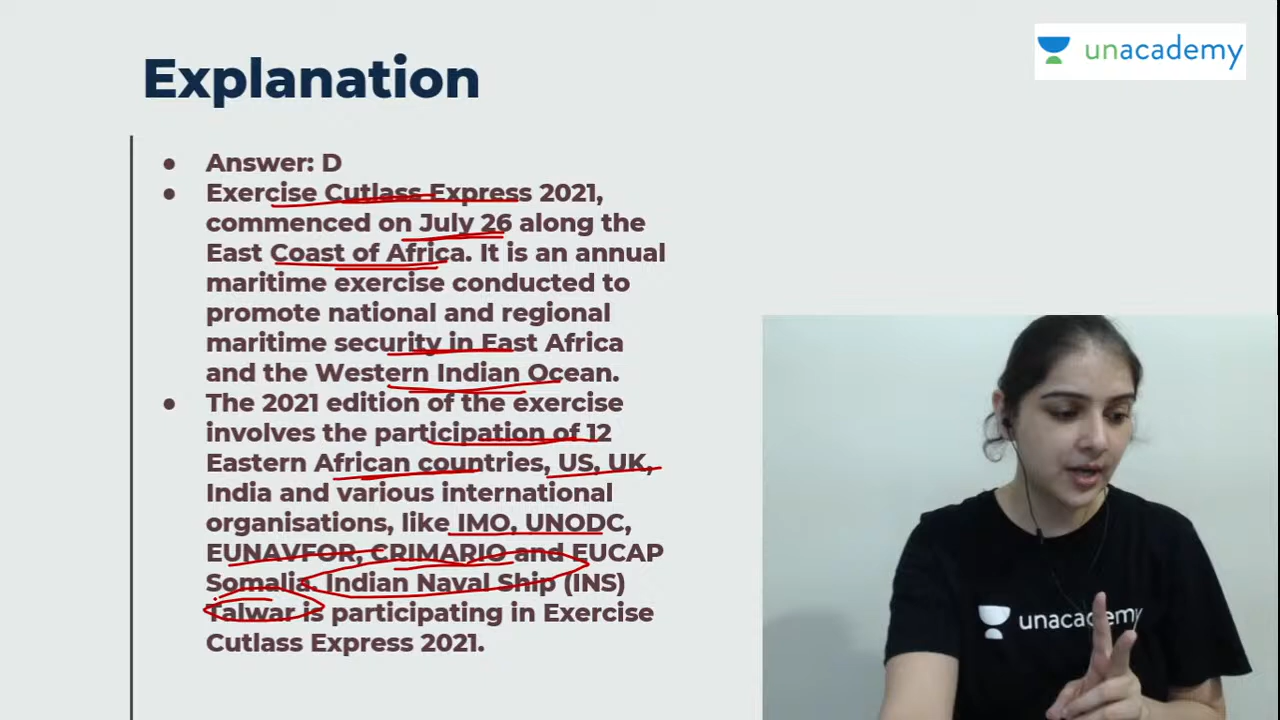 Explanation
unacademy
● Answer: D
● Exercise Cutlass Express 2021,
commenced on July 26 along the
East Coast of Africa. It is an annual
maritime exercise conducted to
promote national and regional
maritime security in East Africa
and the Western Indian Ocean.
● The 2021 edition of the exercise
involves the participation of 12
Eastern African countries, US, UK,
India and various international
organisations, like IMO, UNODC,
EUNAVFOR, CRIMARIO and EUCAP
Somalia. Indian Naval Ship (INS)
Talwar is participating in Exercise
Cutlass Express 2021.
unacademy